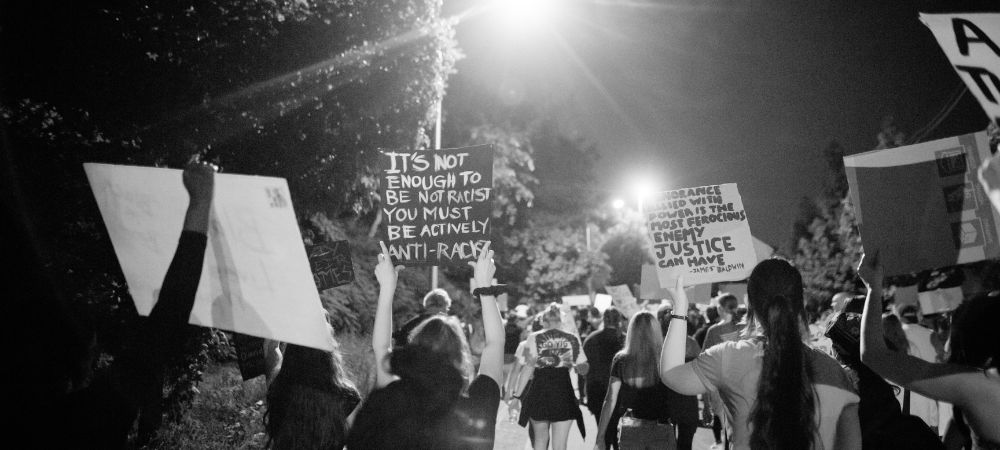 IT'S NOT
ENOUGH TO
BE NOT RACIST
YOU MUST
BE ACTIVELY
ANTI-RACIST
IGNORANCE
ALLIED WITH
POWER IS THE
MOST FEROCIOUS
ENEMY
JUSTICE
CAN HAVE
-JAMES BALDWIN
A